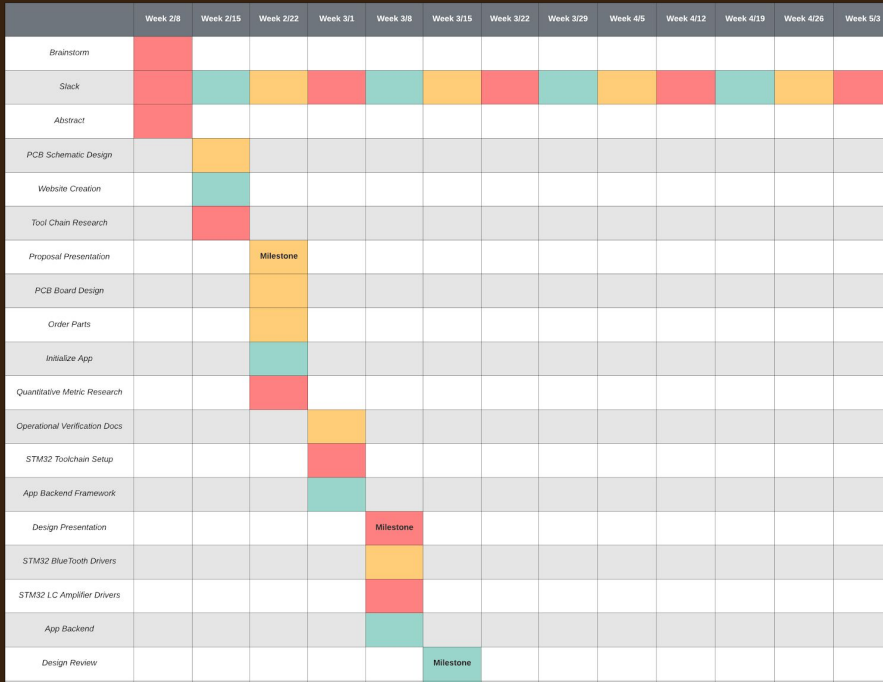 Week 2/8 Week 2/15 Week 2/22 Week 3/1 Week 3/8 Week 3/15 Week 3/22 Week 3/29 Week 4/5 Week 4/12 Week 4/19 Week 4/26 Week 5/3
Brainstorm
Slack
Abstract
PCB Schematic Design
Website Creation
Tool Chain Research
Proposal Presentation Milestone
PCB Board Design
Order Parts
Initialize App
Quantitative Metric Research
Operational Verification Docs
STM32 Toolchain Setup
App Backend Framework
Design Presentation Milestone
STM32 BlueTooth Drivers
STM32 LC Amplifier Drivers
App Backend
Design Review Milestone